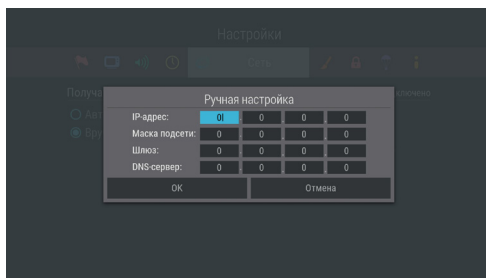 Настройки
Сеть
Ручная настройка
IP-адрес: 0 . 0 . 0 . 0
Маска подсети: 0 . 0 . 0 . 0
Шлюз: 0 . 0 . 0 . 0
DNS-сервер: 0 . 0 . 0 . 0
OK
Отмена